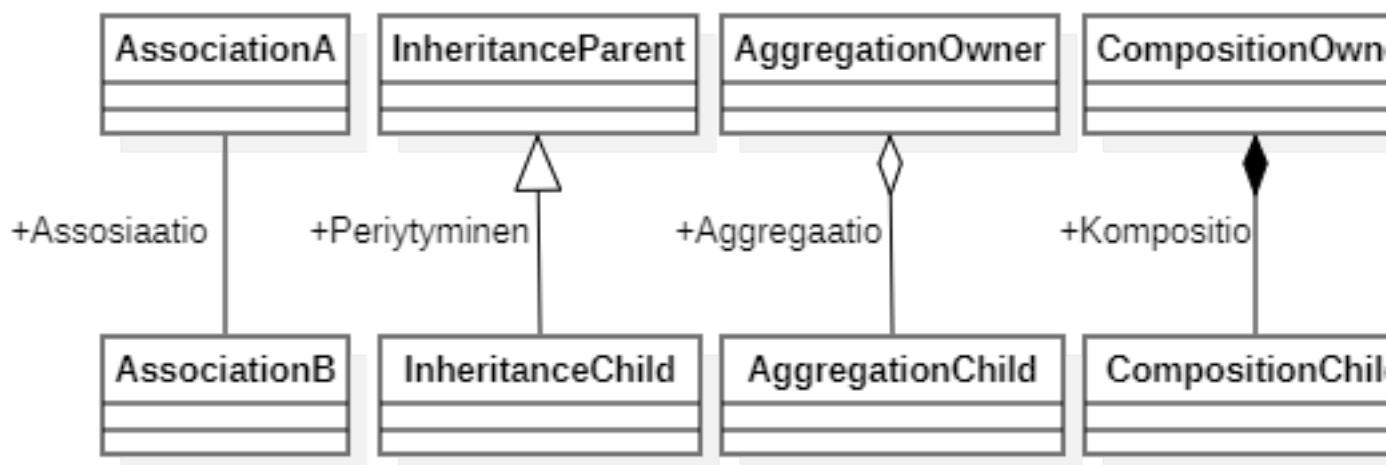 AssociationA InheritanceParent AggregationOwner
+Assosiaatio +Periytyminen +Aggregaatio +Kompositio
AssociationB InheritanceChild AggregationChild